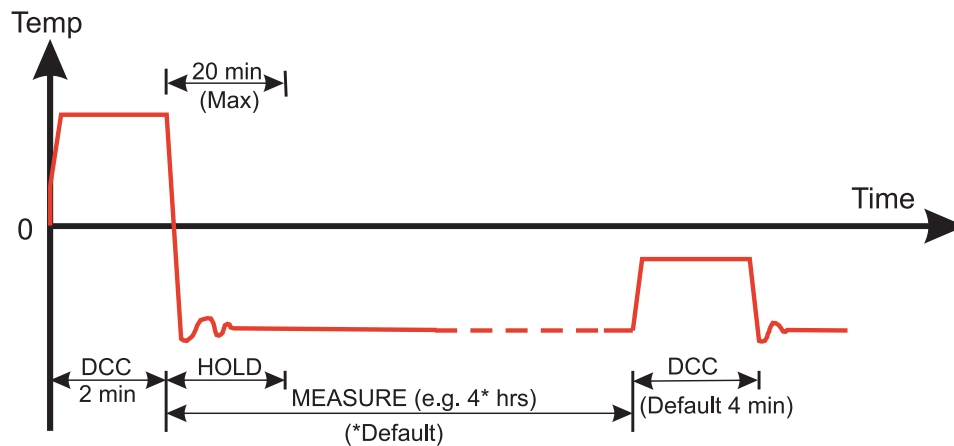 Temp
20 min
(Max)
Time
0
DCC
2 min
HOLD
MEASURE (e.g. 4* hrs)
(*Default)
DCC
(Default 4 min)